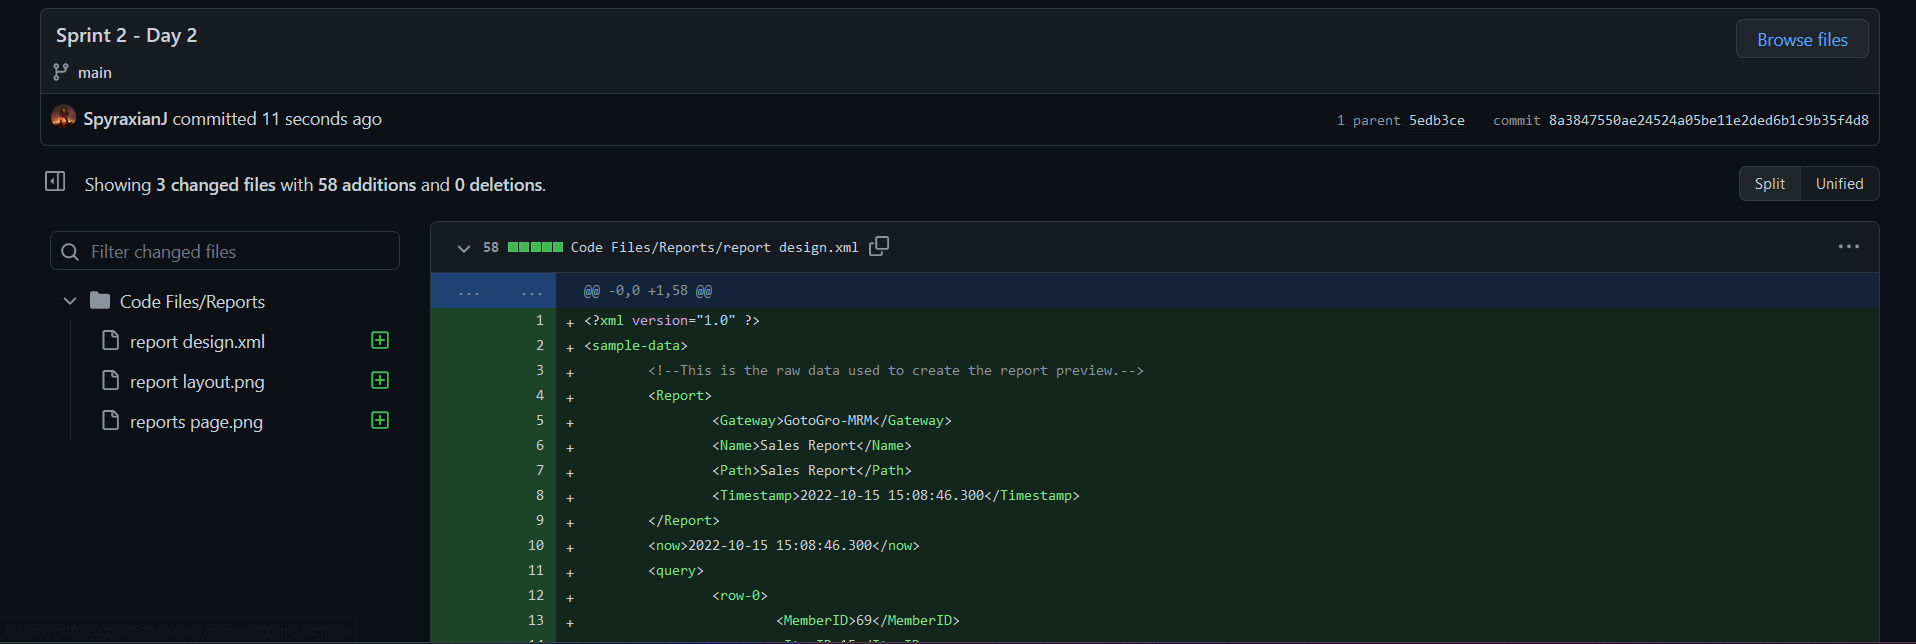 Sprint 2 - Day 2
Browse files
main
SpyraxianJ committed 11 seconds ago
1 parent 5edb3ce commit 8a3847550ae24524a05be11e2ded6b1c9b35f4d8
Showing 3 changed files with 58 additions and 0 deletions.
Split Unified
Filter changed files
Code Files/Reports
report design.xml
report layout.png
reports page.png
58 Code Files/Reports/report design.xml
... ... @@ -0,0 +1,58 @@
1 + <?xml version="1.0" ?>
2 + <sample-data>
3 + <!--This is the raw data used to create the report preview.-->
4 + <Report>
5 + <Gateway>GotoGro-MRM</Gateway>
6 + <Name>Sales Report</Name>
7 + <Path>Sales Report</Path>
8 + <Timestamp>2022-10-15 15:08:46.300</Timestamp>
9 + </Report>
10 + <now>2022-10-15 15:08:46.300</now>
11 + <query>
12 + <row-0>
13 + <MemberID>69</MemberID>